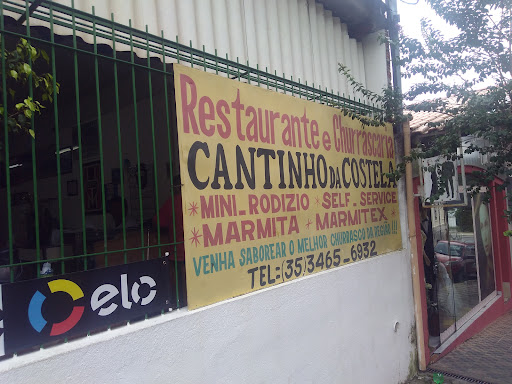 Restaurante e Churrascaria
CANTINHO DA COSTELA
* MINI-RODIZIO * SELF-SERVICE
* MARMITA * MARMITEX *
VENHA SABOREAR O MELHOR CHURRASCO DA REGIÃO!!!
TEL:(35)3465-6932
elo